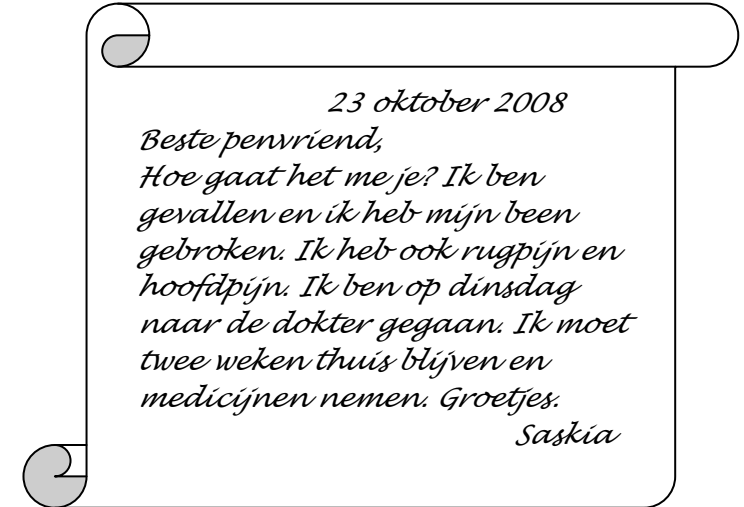 23 oktober 2008
Beste penvriend,
Hoe gaat het me je? Ik ben
gevallen en ik heb mijn been
gebroken. Ik heb ook rugpijn en
hoofdpijn. Ik ben op dinsdag
naar de dokter gegaan. Ik moet
twee weken thuis blijven en
medicijnen nemen. Groetjes.
Saskia